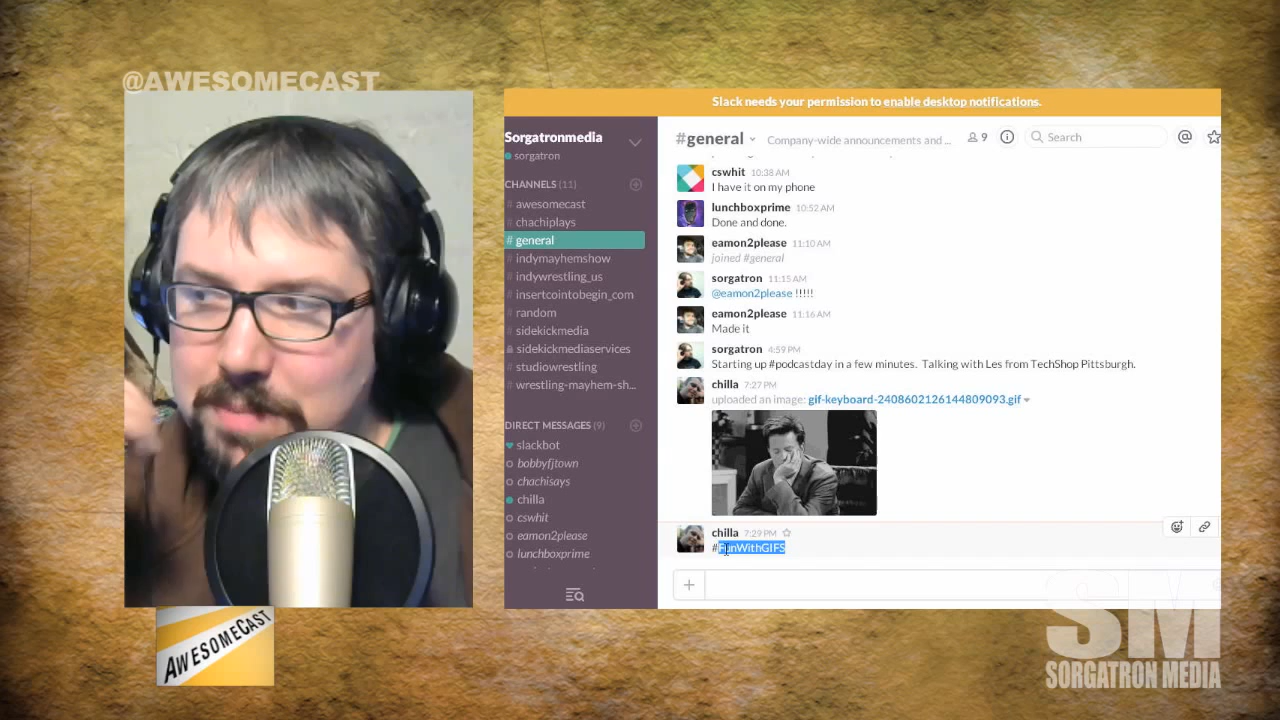 @AWESOMECAST
Slack needs your permission to enable desktop notifications.
Sorgatronmedia
sorgatron
CHANNELS (11)
# awesomecast
# chachiplays
# general
# indymayhemshow
# indywrestling_us
# insertcointobegin_com
# random
# sidekickmedia
sidekickmediaservices
# studiowrestling
# wrestling-mayhem-sh...
DIRECT MESSAGES (9)
slackbot
bobbyfjtown
chachisays
chilla
cswhit
eamon2please
lunchboxprime
#general
Company-wide announcements and ...
9
Search
cswhit 10:38 AM
I have it on my phone
lunchboxprime 10:52 AM
Done and done.
eamon2please 11:10 AM
joined #general
sorgatron 11:15 AM
@eamon2please !!!!!
eamon2please 11:16 AM
Made it
sorgatron 4:59 PM
Starting up #podcastday in a few minutes. Talking with Les from TechShop Pittsburgh.
chilla 7:27 PM
uploaded an image: gif-keyboard-2408602126144809093.gif
chilla 7:29 PM
#FunWithGIFS
AWESOMECAST
SM
SORGATRON MEDIA